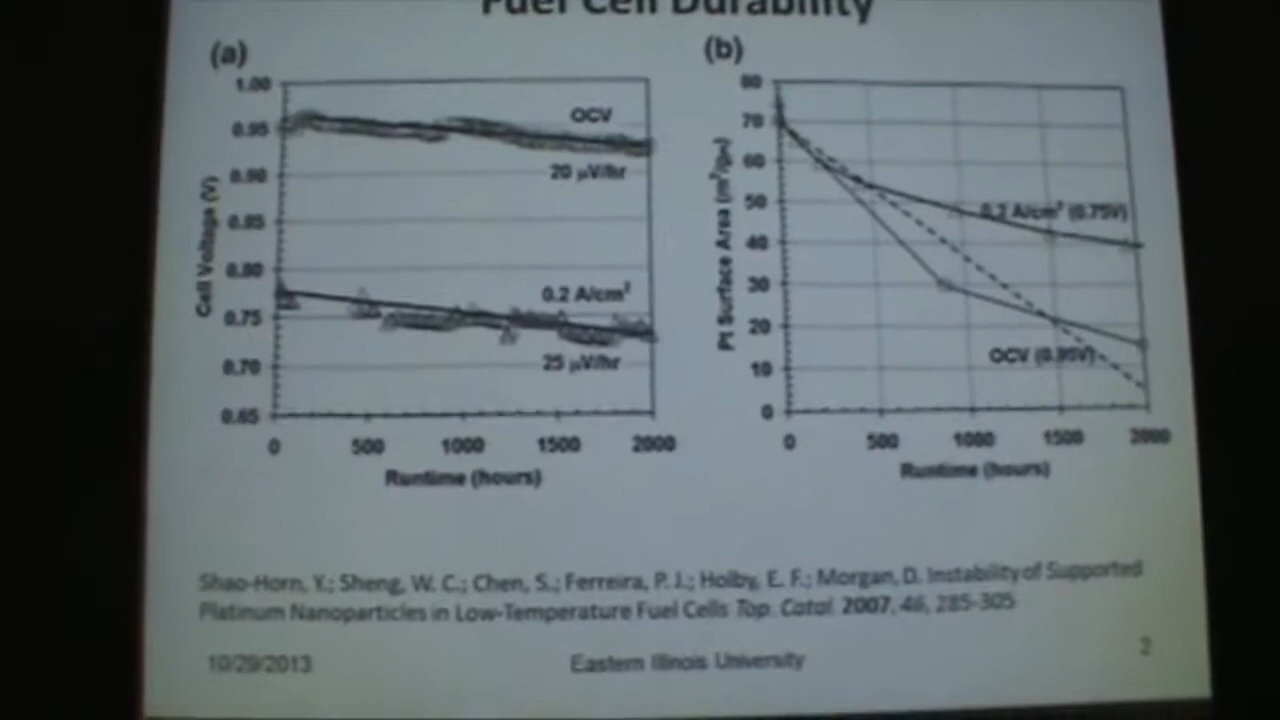 Fuel Cell Durability
(a)
1.00
0.95
0.90
0.85
0.80
0.75
0.70
0.65
Cell Voltage (V)
OCV
20 µV/hr
0.2 A/cm²
25 µV/hr
0 500 1000 1500 2000
Runtime (hours)
(b)
80
70
60
50
40
30
20
10
0
Pt Surface Area (m²/gPt)
0.2 A/cm² (0.75V)
OCV (0.95V)
0 500 1000 1500 2000
Runtime (hours)
Shao-Horn, Y.; Sheng, W. C.; Chen, S.; Ferreira, P. J.; Holby, E. F.; Morgan, D. Instability of Supported
Platinum Nanoparticles in Low-Temperature Fuel Cells Top. Catal. 2007, 46, 285-305
10/29/2013
Eastern Illinois University
2